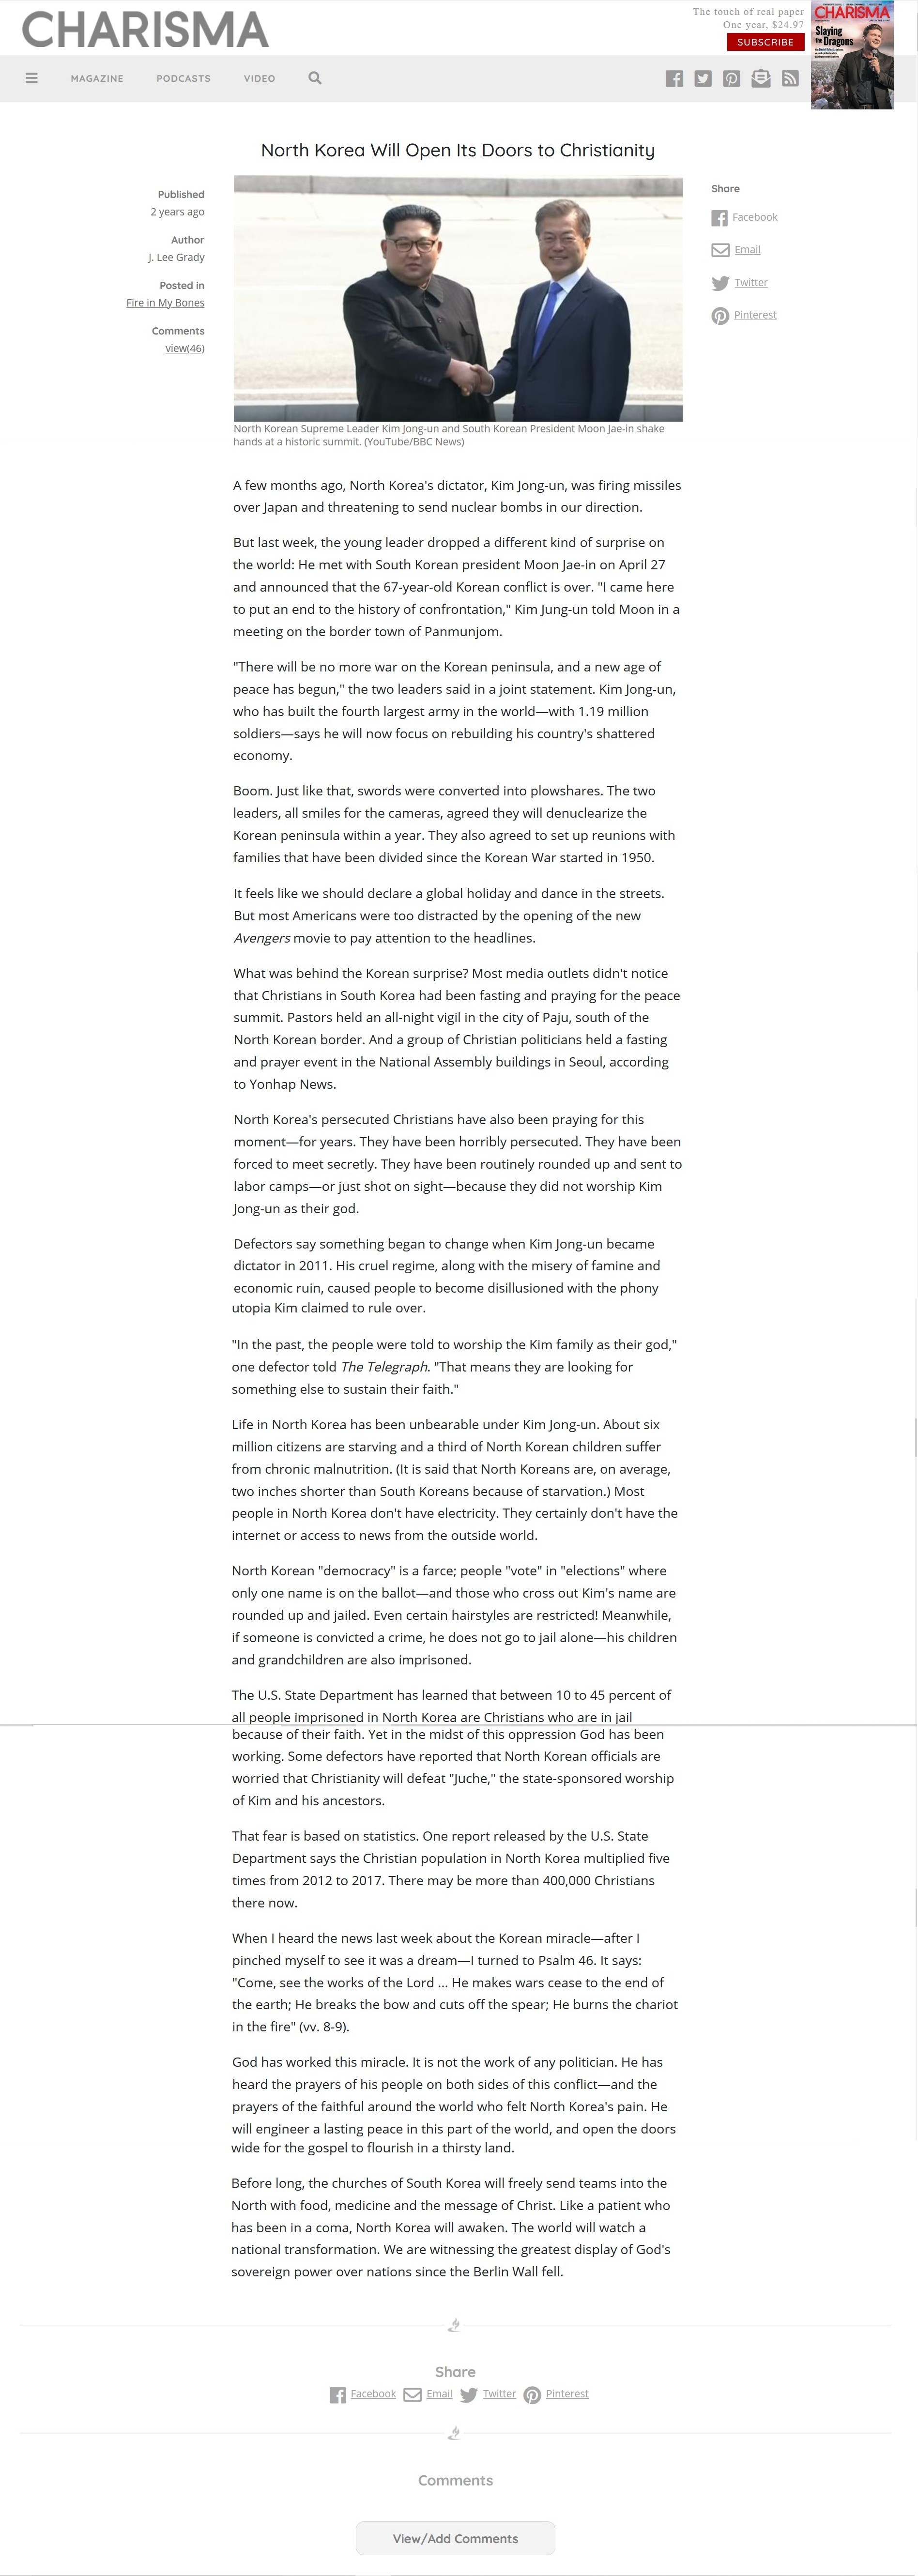 CHARISMA
The touch of real paper
One year, $24.97
SUBSCRIBE
CHARISMA
Slaying
the Dragons
MAGAZINE
PODCASTS
VIDEO
North Korea Will Open Its Doors to Christianity
Published
2 years ago
Author
J. Lee Grady
Posted in
Fire in My Bones
Comments
view(46)
Share
Facebook
Email
Twitter
Pinterest
North Korean Supreme Leader Kim Jong-un and South Korean President Moon Jae-in shake
hands at a historic summit. (YouTube/BBC News)
A few months ago, North Korea's dictator, Kim Jong-un, was firing missiles
over Japan and threatening to send nuclear bombs in our direction.
But last week, the young leader dropped a different kind of surprise on
the world: He met with South Korean president Moon Jae-in on April 27
and announced that the 67-year-old Korean conflict is over. "I came here
to put an end to the history of confrontation," Kim Jung-un told Moon in a
meeting on the border town of Panmunjom.
"There will be no more war on the Korean peninsula, and a new age of
peace has begun," the two leaders said in a joint statement. Kim Jong-un,
who has built the fourth largest army in the world—with 1.19 million
soldiers—says he will now focus on rebuilding his country's shattered
economy.
Boom. Just like that, swords were converted into plowshares. The two
leaders, all smiles for the cameras, agreed they will denuclearize the
Korean peninsula within a year. They also agreed to set up reunions with
families that have been divided since the Korean War started in 1950.
It feels like we should declare a global holiday and dance in the streets.
But most Americans were too distracted by the opening of the new
Avengers movie to pay attention to the headlines.
What was behind the Korean surprise? Most media outlets didn't notice
that Christians in South Korea had been fasting and praying for the peace
summit. Pastors held an all-night vigil in the city of Paju, south of the
North Korean border. And a group of Christian politicians held a fasting
and prayer event in the National Assembly buildings in Seoul, according
to Yonhap News.
North Korea's persecuted Christians have also been praying for this
moment—for years. They have been horribly persecuted. They have been
forced to meet secretly. They have been routinely rounded up and sent to
labor camps—or just shot on sight—because they did not worship Kim
Jong-un as their god.
Defectors say something began to change when Kim Jong-un became
dictator in 2011. His cruel regime, along with the misery of famine and
economic ruin, caused people to become disillusioned with the phony
utopia Kim claimed to rule over.
"In the past, the people were told to worship the Kim family as their god,"
one defector told The Telegraph. "That means they are looking for
something else to sustain their faith."
Life in North Korea has been unbearable under Kim Jong-un. About six
million citizens are starving and a third of North Korean children suffer
from chronic malnutrition. (It is said that North Koreans are, on average,
two inches shorter than South Koreans because of starvation.) Most
people in North Korea don't have electricity. They certainly don't have the
internet or access to news from the outside world.
North Korean "democracy" is a farce; people "vote" in "elections" where
only one name is on the ballot—and those who cross out Kim's name are
rounded up and jailed. Even certain hairstyles are restricted! Meanwhile,
if someone is convicted a crime, he does not go to jail alone—his children
and grandchildren are also imprisoned.
The U.S. State Department has learned that between 10 to 45 percent of
all people imprisoned in North Korea are Christians who are in jail
because of their faith. Yet in the midst of this oppression God has been
working. Some defectors have reported that North Korean officials are
worried that Christianity will defeat "Juche," the state-sponsored worship
of Kim and his ancestors.
That fear is based on statistics. One report released by the U.S. State
Department says the Christian population in North Korea multiplied five
times from 2012 to 2017. There may be more than 400,000 Christians
there now.
When I heard the news last week about the Korean miracle—after I
pinched myself to see it was a dream—I turned to Psalm 46. It says:
"Come, see the works of the Lord ... He makes wars cease to the end of
the earth; He breaks the bow and cuts off the spear; He burns the chariot
in the fire" (vv. 8-9).
God has worked this miracle. It is not the work of any politician. He has
heard the prayers of his people on both sides of this conflict—and the
prayers of the faithful around the world who felt North Korea's pain. He
will engineer a lasting peace in this part of the world, and open the doors
wide for the gospel to flourish in a thirsty land.
Before long, the churches of South Korea will freely send teams into the
North with food, medicine and the message of Christ. Like a patient who
has been in a coma, North Korea will awaken. The world will watch a
national transformation. We are witnessing the greatest display of God's
sovereign power over nations since the Berlin Wall fell.
Share
Facebook Email Twitter Pinterest
Comments
View/Add Comments